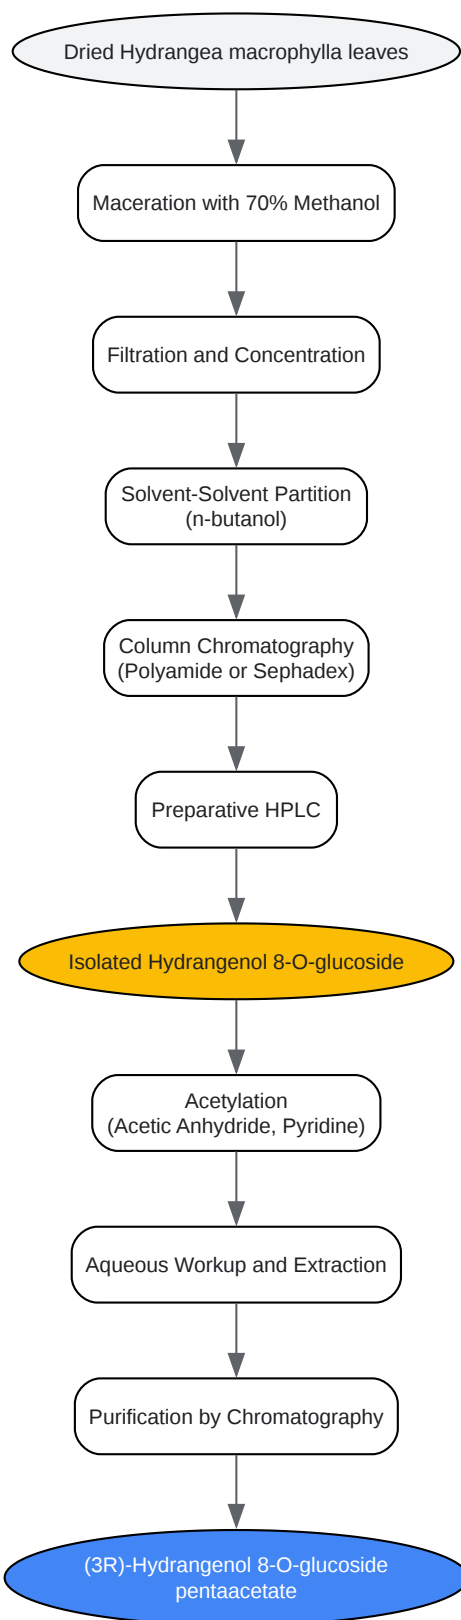 Dried Hydrangea macrophylla leaves
Maceration with 70% Methanol
Filtration and Concentration
Solvent-Solvent Partition
(n-butanol)
Column Chromatography
(Polyamide or Sephadex)
Preparative HPLC
Isolated Hydrangenol 8-O-glucoside
Acetylation
(Acetic Anhydride, Pyridine)
Aqueous Workup and Extraction
Purification by Chromatography
(3R)-Hydrangenol 8-O-glucoside
pentaacetate